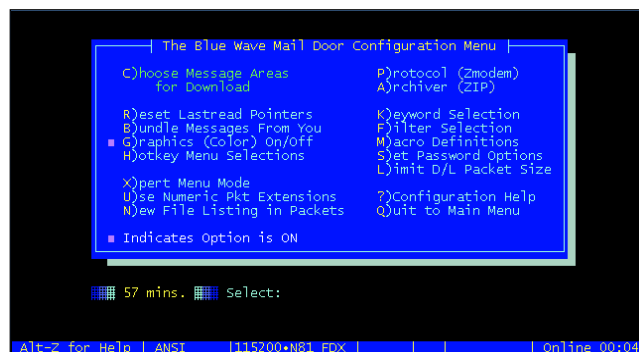 The Blue Wave Mail Door Configuration Menu
C)hoose Message Areas for Download
P)rotocol (Zmodem)
A)rchiver (ZIP)
R)eset Lastread Pointers
B)undle Messages From You
G)raphics (Color) On/Off
H)otkey Menu Selections
K)eyword Selection
F)ilter Selection
M)acro Definitions
S)et Password Options
L)imit D/L Packet Size
X)pert Menu Mode
U)se Numeric Pkt Extensions
N)ew File Listing in Packets
?)Configuration Help
Q)uit to Main Menu
Indicates Option is ON
57 mins. Select:
Alt-Z for Help | ANSI | 115200•N81 FDX | | | | Online 00:04